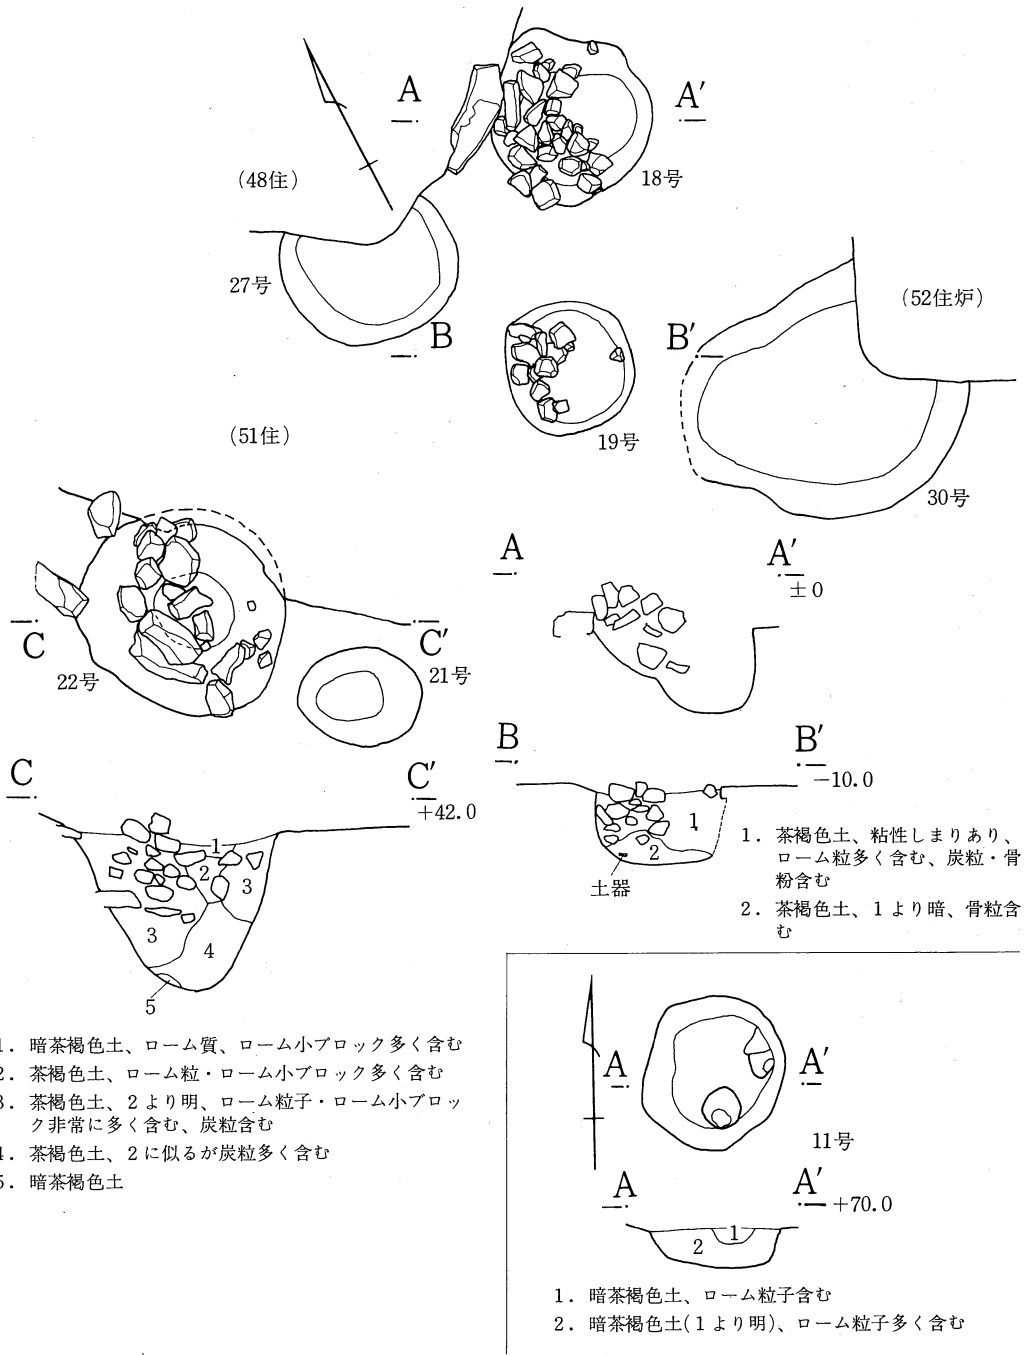 A
A′
(48住)
18号
27号
B
B′
(52住炉)
(51住)
19号
30号
A
A′
±0
C
C′
22号
21号
B
B′
−10.0
C
C′
+42.0
1
2
土器
1
2
3
3
4
5
1．茶褐色土、粘性しまりあり、
ローム粒多く含む、炭粒・骨
粉含む
2．茶褐色土、1より暗、骨粒含
む
1．暗茶褐色土、ローム質、ローム小ブロック多く含む
2．茶褐色土、ローム粒・ローム小ブロック多く含む
3．茶褐色土、2より明、ローム粒子・ローム小ブロッ
ク非常に多く含む、炭粒含む
4．茶褐色土、2に似るが炭粒多く含む
5．暗茶褐色土
A
A′
11号
A
A′
+70.0
1
2
1．暗茶褐色土、ローム粒子含む
2．暗茶褐色土(1より明)、ローム粒子多く含む